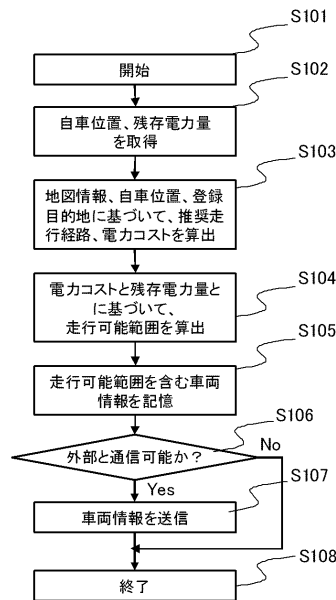 S101
開始
S102
自車位置、残存電力量
を取得
S103
地図情報、自車位置、登録
目的地に基づいて、推奨走
行経路、電力コストを算出
S104
電力コストと残存電力量と
に基づいて、
走行可能範囲を算出
S105
走行可能範囲を含む車両
情報を記憶
S106
外部と通信可能か？
No
Yes
S107
車両情報を送信
S108
終了